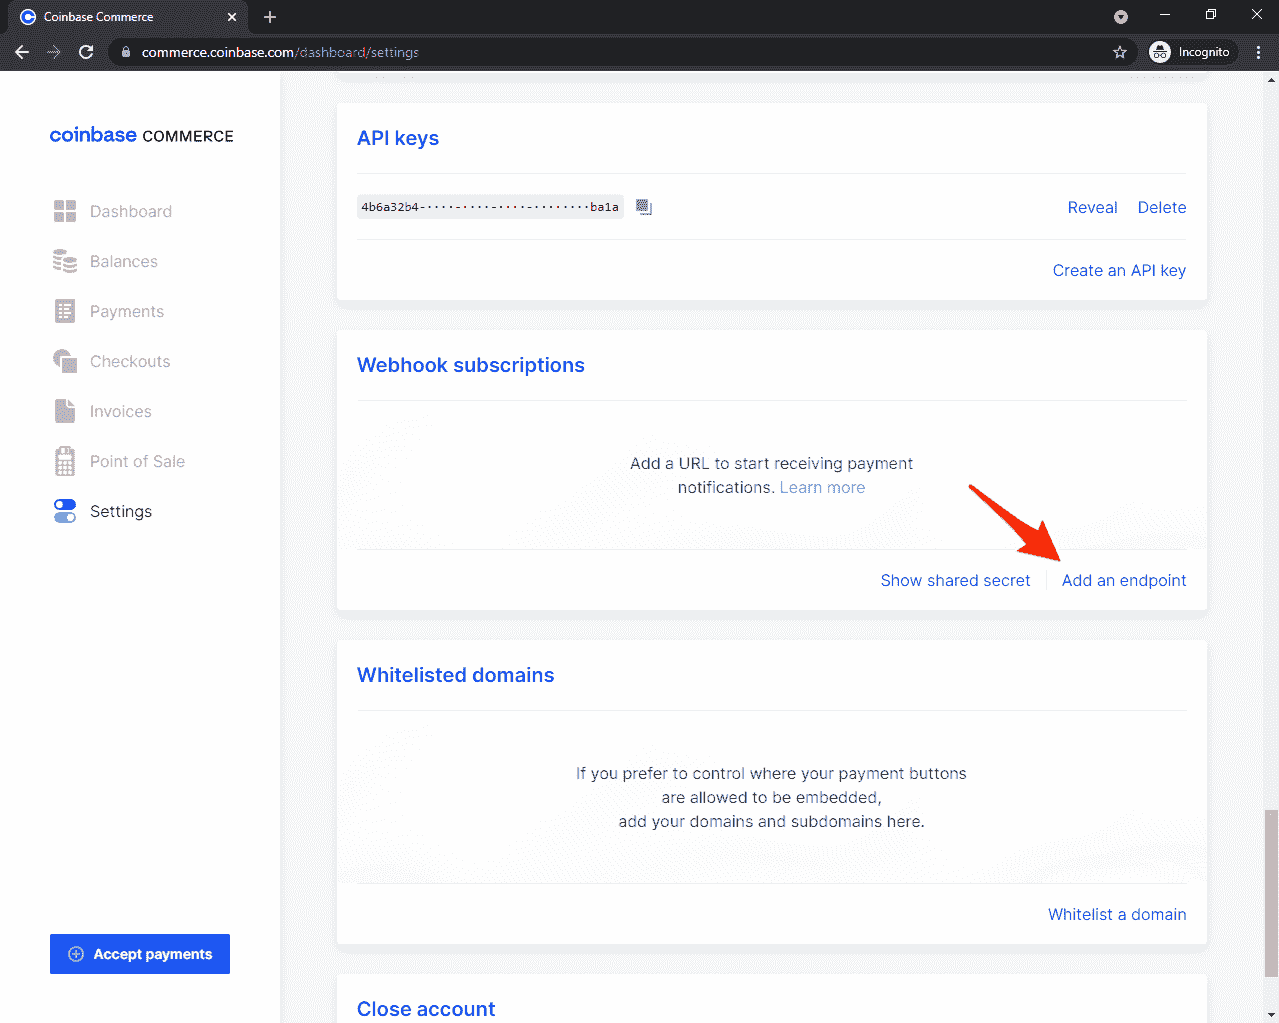 Coinbase Commerce
commerce.coinbase.com/dashboard/settings
Incognito
coinbase COMMERCE
Dashboard
Balances
Payments
Checkouts
Invoices
Point of Sale
Settings
Accept payments
API keys
4b6a32b4-····-····-····-········ba1a
Reveal Delete
Create an API key
Webhook subscriptions
Add a URL to start receiving payment
notifications. Learn more
Show shared secret Add an endpoint
Whitelisted domains
If you prefer to control where your payment buttons
are allowed to be embedded,
add your domains and subdomains here.
Whitelist a domain
Close account